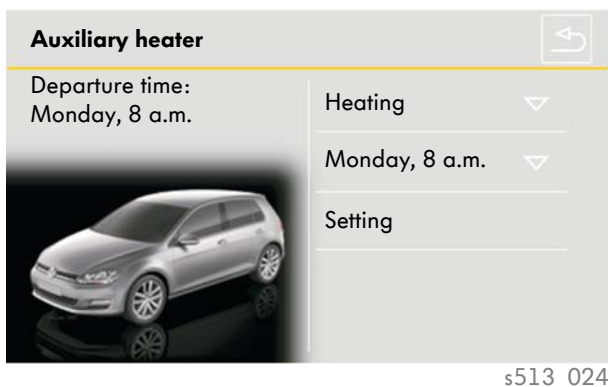 Auxiliary heater
Departure time:
Monday, 8 a.m.
Heating
Monday, 8 a.m.
Setting
s513_024